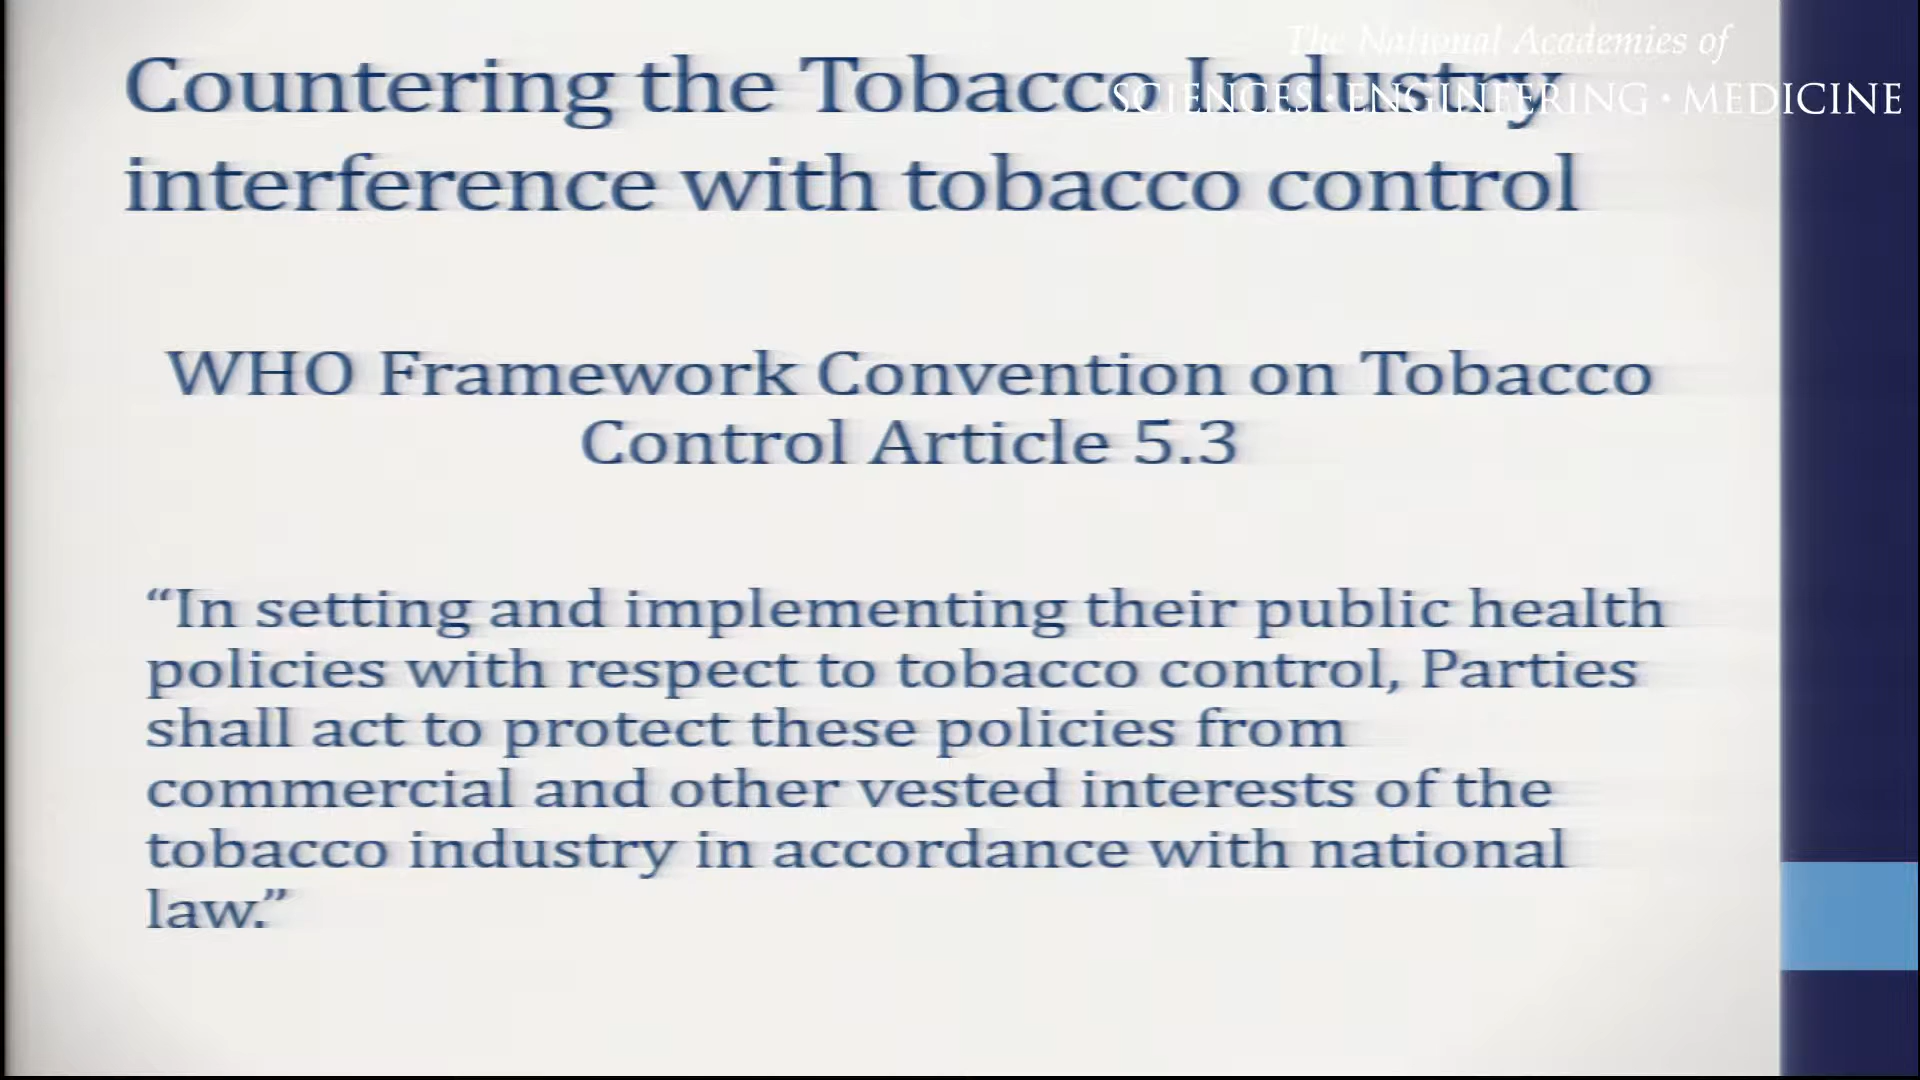 The National Academies of
SCIENCES • ENGINEERING • MEDICINE
Countering the Tobacco Industry
interference with tobacco control
WHO Framework Convention on Tobacco
Control Article 5.3
“In setting and implementing their public health
policies with respect to tobacco control, Parties
shall act to protect these policies from
commercial and other vested interests of the
tobacco industry in accordance with national
law.”